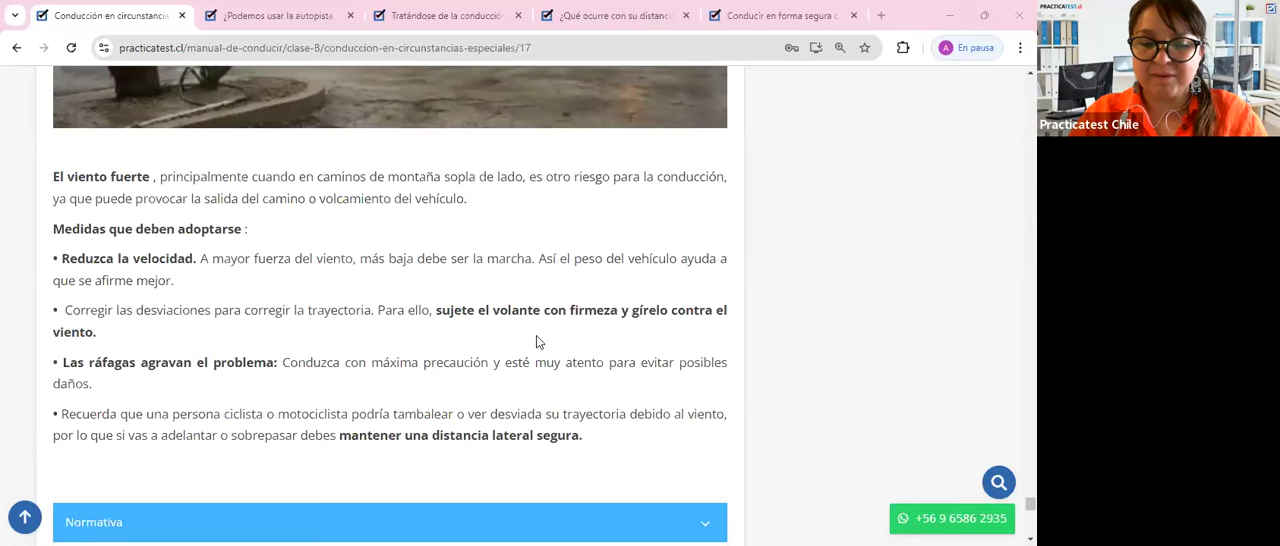 Conducción en circunstancia
¿Podemos usar la autopista
Tratándose de la conducció
¿Qué ocurre con su distanci
Conducir en forma segura d
practicatest.cl/manual-de-conducir/clase-B/conduccion-en-circunstancias-especiales/17
A En pausa
PRACTICATEST.cl
Practicatest Chile
El viento fuerte , principalmente cuando en caminos de montaña sopla de lado, es otro riesgo para la conducción,
ya que puede provocar la salida del camino o volcamiento del vehículo.
Medidas que deben adoptarse :
• Reduzca la velocidad. A mayor fuerza del viento, más baja debe ser la marcha. Así el peso del vehículo ayuda a
que se afirme mejor.
• Corregir las desviaciones para corregir la trayectoria. Para ello, sujete el volante con firmeza y gírelo contra el
viento.
• Las ráfagas agravan el problema: Conduzca con máxima precaución y esté muy atento para evitar posibles
daños.
• Recuerda que una persona ciclista o motociclista podría tambalear o ver desviada su trayectoria debido al viento,
por lo que si vas a adelantar o sobrepasar debes mantener una distancia lateral segura.
Normativa
+56 9 6586 2935